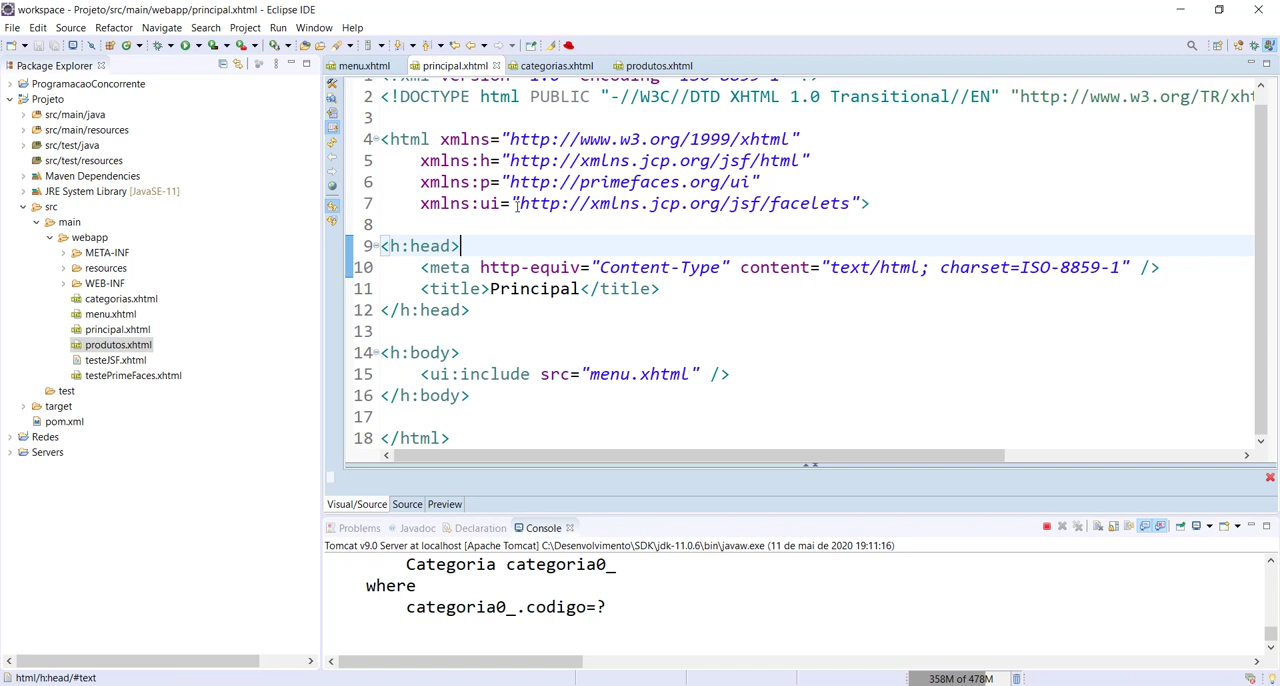 workspace - Projeto/src/main/webapp/principal.xhtml - Eclipse IDE
File Edit Source Refactor Navigate Search Project Run Window Help
Package Explorer
menu.xhtml principal.xhtml categorias.xhtml produtos.xhtml
ProgramacaoConcorrente
Projeto
src/main/java
src/main/resources
src/test/java
src/test/resources
Maven Dependencies
JRE System Library [JavaSE-11]
src
main
webapp
META-INF
resources
WEB-INF
categorias.xhtml
menu.xhtml
principal.xhtml
produtos.xhtml
testeJSF.xhtml
testePrimeFaces.xhtml
test
target
pom.xml
Redes
Servers
1 <?xml version="1.0" encoding="ISO-8859-1" ?>
2 <!DOCTYPE html PUBLIC "-//W3C//DTD XHTML 1.0 Transitional//EN" "http://www.w3.org/TR/xht
3
4 <html xmlns="http://www.w3.org/1999/xhtml"
5 xmlns:h="http://xmlns.jcp.org/jsf/html"
6 xmlns:p="http://primefaces.org/ui"
7 xmlns:ui="http://xmlns.jcp.org/jsf/facelets">
8
9 <h:head>
10 <meta http-equiv="Content-Type" content="text/html; charset=ISO-8859-1" />
11 <title>Principal</title>
12 </h:head>
13
14 <h:body>
15 <ui:include src="menu.xhtml" />
16 </h:body>
17
18 </html>
Visual/Source Source Preview
Problems Javadoc Declaration Console
Tomcat v9.0 Server at localhost [Apache Tomcat] C:\Desenvolvimento\SDK\jdk-11.0.6\bin\javaw.exe (11 de mai de 2020 19:11:16)
Categoria categoria0_
where
categoria0_.codigo=?
html/h:head/#text
358M of 478M